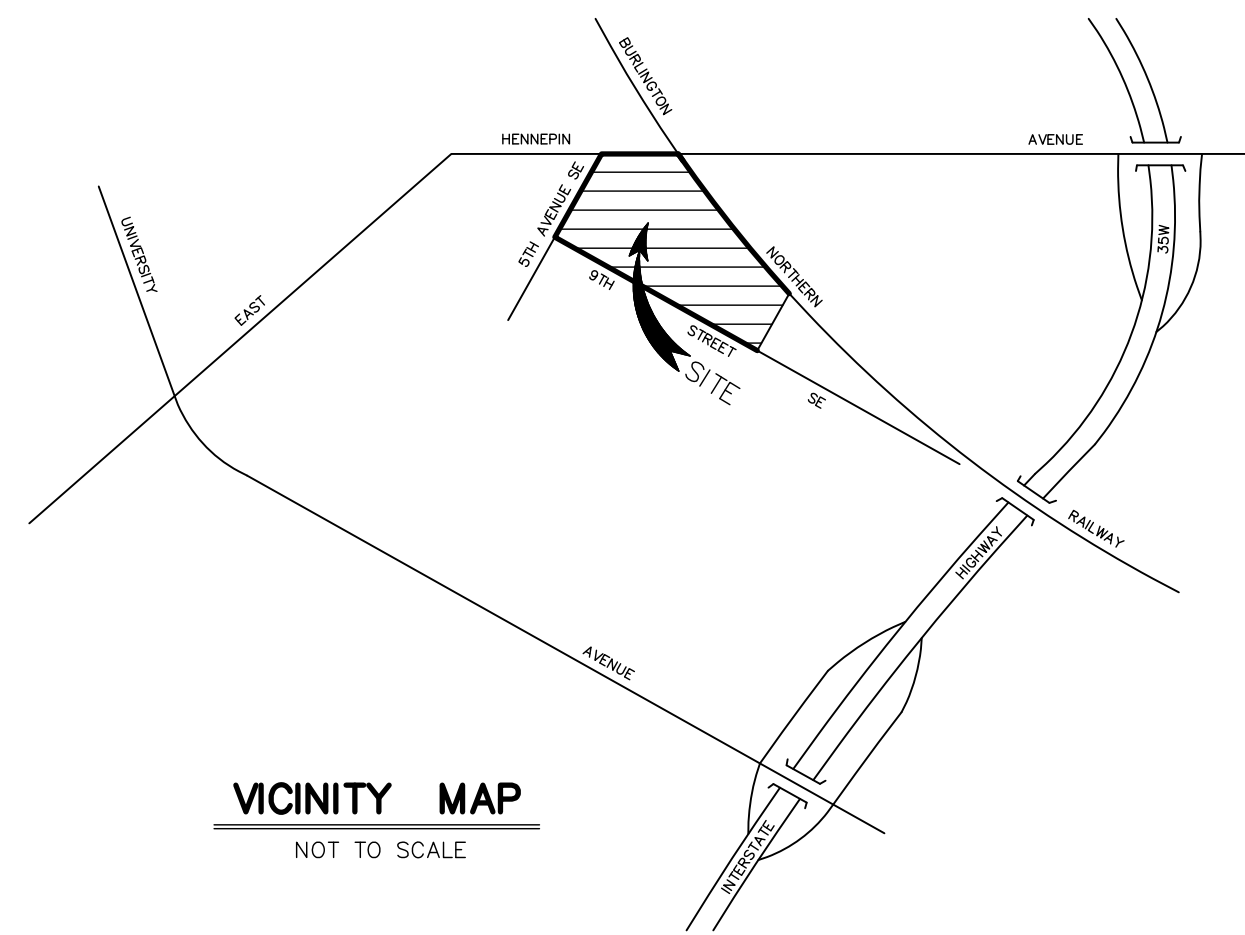 BURLINGTON
HENNEPIN
AVENUE
5TH AVENUE SE
UNIVERSITY
35W
NORTHERN
9TH
EAST
STREET
SITE
SE
RAILWAY
HIGHWAY
AVENUE
VICINITY MAP
NOT TO SCALE
INTERSTATE